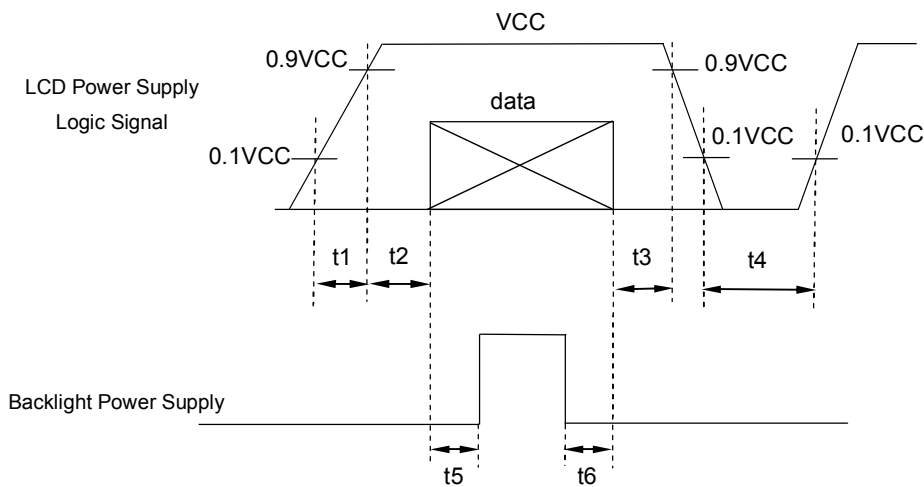 VCC
0.9VCC
0.9VCC
LCD Power Supply
Logic Signal
data
0.1VCC
0.1VCC
0.1VCC
t1
t2
t3
t4
Backlight Power Supply
t5
t6